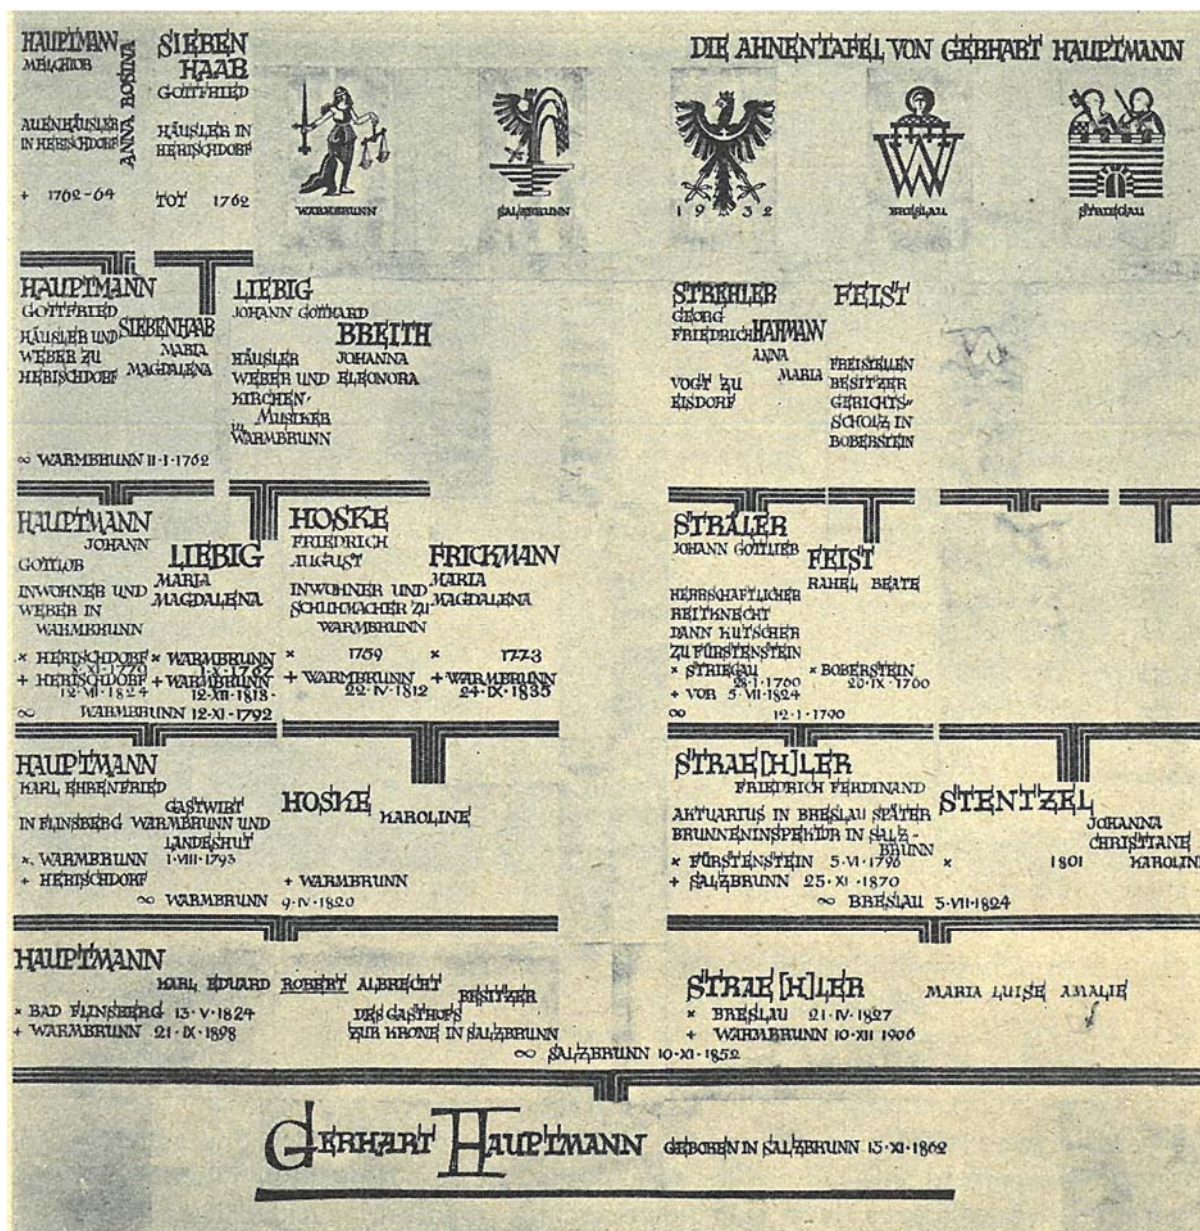 DIE AHNENTAFEL VON GERHART HAUPTMANN
HAUPTMANN
MELCHIOR
AUENHÄUSLER
IN HERISCHDORF
+ 1762-64
ANNA ROSINA
SIEBEN
HAAR
GOTTFRIED
HÄUSLER IN
HERISCHDORF
TOT 1762
WARMBRUNN
SALZBRUNN
1932
BRESLAU
STRIEGAU
HAUPTMANN
GOTTFRIED
HÄUSLER UND
WEBER ZU
HERISCHDORF
SIEBENHAAR
MARIA
MAGDALENA
∞ WARMBRUNN 11·1·1762
LIEBIG
JOHANN GOTTHARD
HÄUSLER
WEBER UND
KIRCHEN-
MUSIKER
in WARMBRUNN
BREITH
JOHANNA
ELEONORA
STREHLER
GEORG
FRIEDRICH
VOGT ZU
EISDORF
HAHMANN
ANNA
MARIA
FEIST
FREISTELLEN
BESITZER
GERICHTS=
SCHOLZ IN
BOBERSTEIN
HAUPTMANN
JOHANN
GOTTLOB
INWOHNER UND
WEBER IN
WARMBRUNN
× HERISCHDORF
X·XI·1770
+ HERISCHDORF
12·VII·1824
LIEBIG
MARIA
MAGDALENA
× WARMBRUNN
1·X·1767
+ WARMBRUNN
12·XII·1818·
∞ WARMBRUNN 12·XI·1792
HOSKE
FRIEDRICH
AUGUST
INWOHNER UND
SCHUHMACHER ZU
WARMBRUNN
× 1759
+ WARMBRUNN
22·IV·1812
FRICKMANN
MARIA
MAGDALENA
× 1773
+ WARMBRUNN
24·IX·1835
STRÄLER
JOHANN GOTTLIEB
HERRSCHAFTLICHER
REITKNECHT
DANN KUTSCHER
ZU FÜRSTENSTEIN
× STRIEGAU
28·1·1760
+ VOR 5·VII·1824
FEIST
RAHEL BEATE
× BOBERSTEIN
20·IX·1760
∞ 12·1·1790
HAUPTMANN
KARL EHRENFRIED
GASTWIRT
IN FLINSBERG WARMBRUNN UND
LANDESHUT
× WARMBRUNN 1·VIII·1793
+ HERISCHDORF
HOSKE
KAROLINE
+ WARMBRUNN
∞ WARMBRUNN 9·IV·1820
STRAE[H]LER
FRIEDRICH FERDINAND
AKTUARIUS IN BRESLAU SPÄTER
BRUNNENINSPEKTOR IN SALZ-
BRUNN
× FÜRSTENSTEIN 5·VI·1796
+ SALZBRUNN 25·XI·1870
STENTZEL
JOHANNA
CHRISTIANE
KAROLINE
× 1801
∞ BRESLAU 5·VII·1824
HAUPTMANN
KARL EDUARD ROBERT ALBRECHT
BESITZER
DES GASTHOFS
ZUR KRONE IN SALZBRUNN
× BAD FLINSBERG 13·V·1824
+ WARMBRUNN 21·IX·1898
STRAE[H]LER MARIA LUISE AMALIE
× BRESLAU 21·IV·1827
+ WARMBRUNN 10·XII 1906
∞ SALZBRUNN 10·XI·1852
GERHART HAUPTMANN GEBOREN IN SALZBRUNN 15·XI·1862